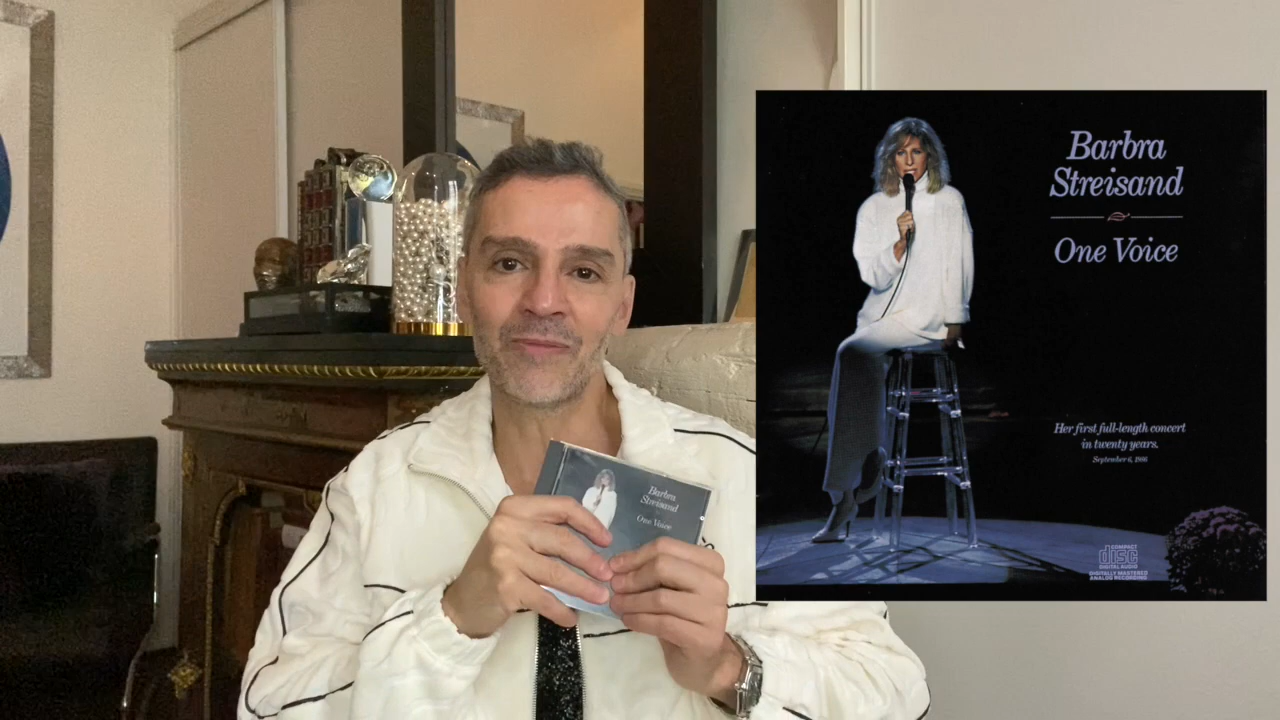 Barbra
Streisand
One Voice
Barbra
Streisand
One Voice
Her first full-length concert
in twenty years.
September 6, 1986
COMPACT
disc
DIGITAL AUDIO
DIGITALLY MASTERED
ANALOG RECORDING